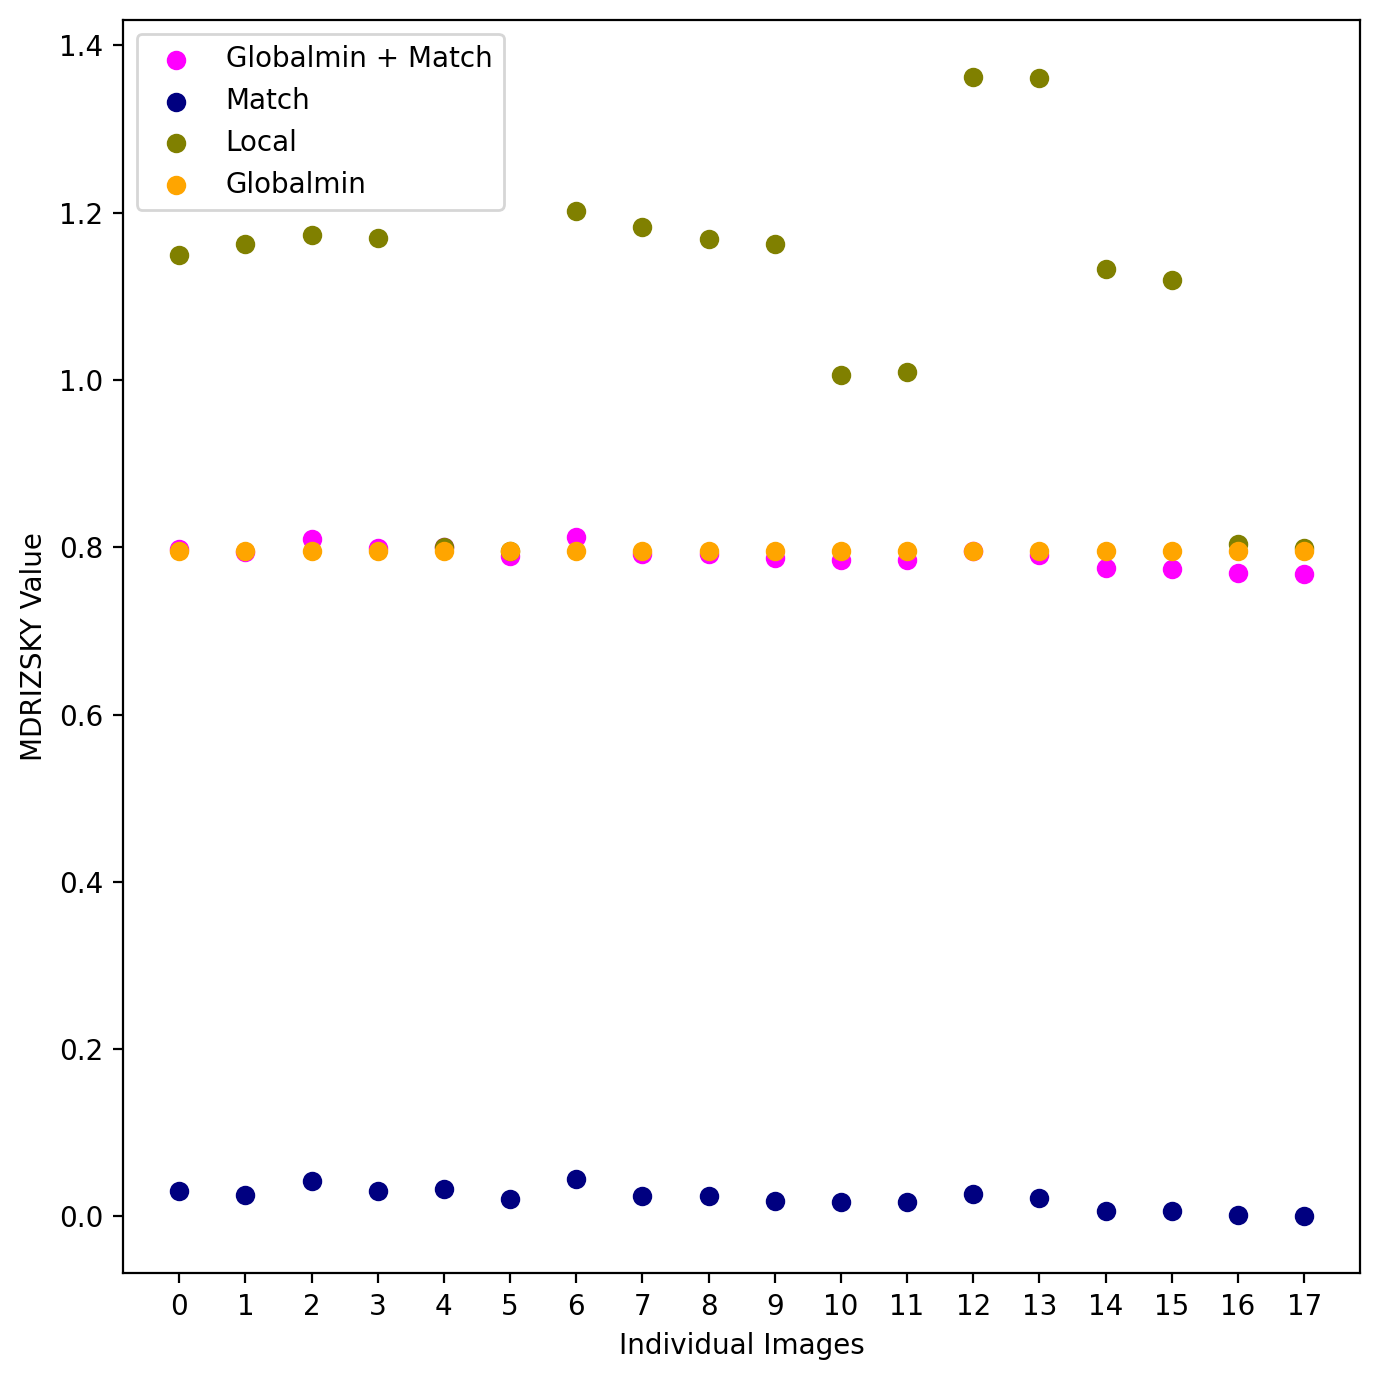 Globalmin + Match
Match
Local
Globalmin
1.4
1.2
1.0
0.8
0.6
0.4
0.2
0.0
MDRIZSKY Value
0 1 2 3 4 5 6 7 8 9 10 11 12 13 14 15 16 17
Individual Images